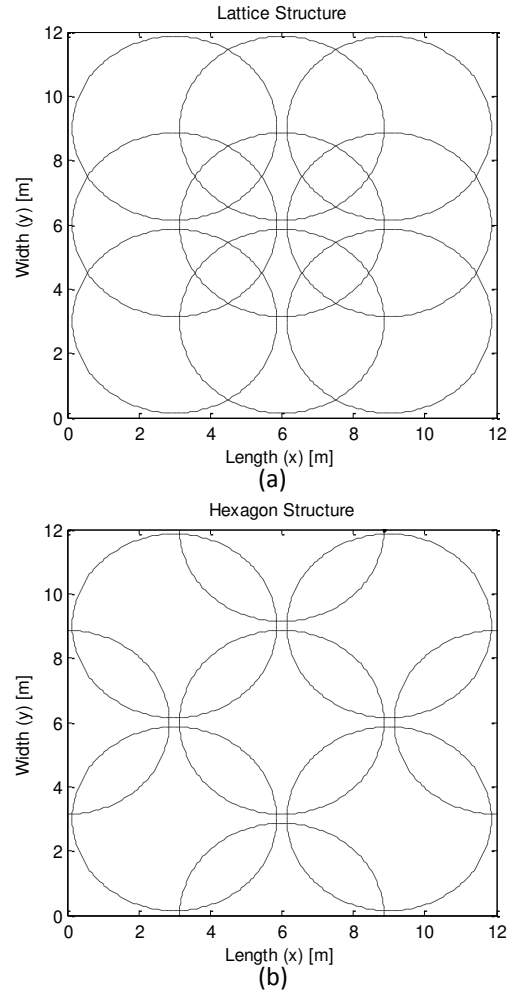 Lattice Structure
12
10
8
6
4
2
0
Width (y) [m]
0 2 4 6 8 10 12
Length (x) [m]
(a)
Hexagon Structure
12
10
8
6
4
2
0
Width (y) [m]
0 2 4 6 8 10 12
Length (x) [m]
(b)